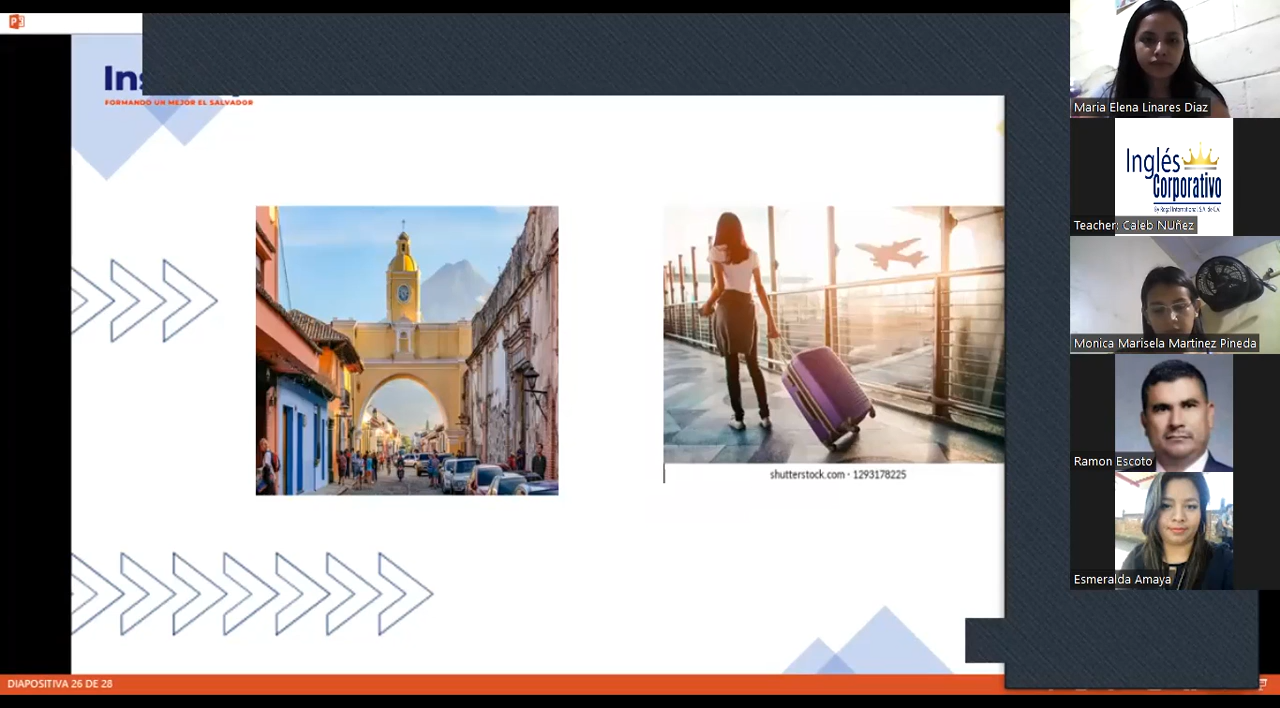 FORMANDO UN MEJOR EL SALVADOR
shutterstock.com · 1293178225
DIAPOSITIVA 26 DE 28
Maria Elena Linares Diaz
Inglés
Corporativo
Teacher: Caleb NUñez
Monica Marisela Martinez Pineda
Ramon Escoto
Esmeralda Amaya